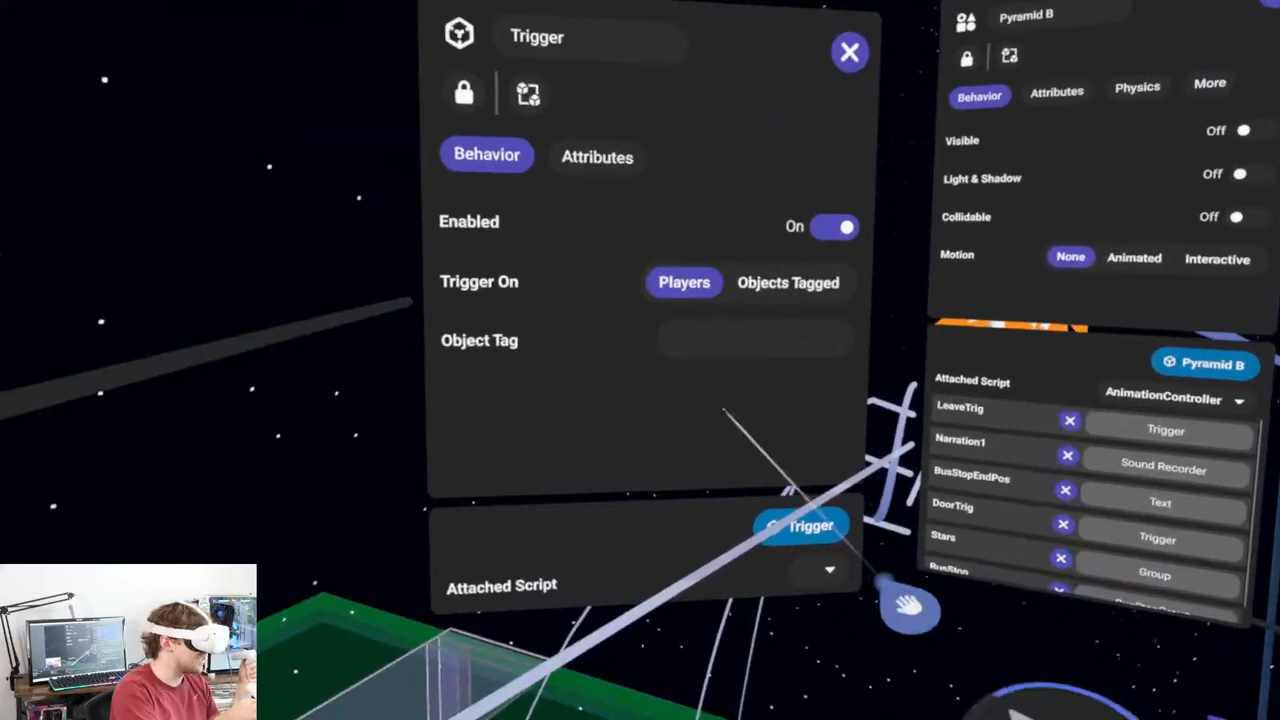 Trigger
Behavior Attributes
Enabled On
Trigger On Players Objects Tagged
Object Tag
Trigger
Attached Script
Pyramid B
Behavior Attributes Physics More
Visible Off
Light & Shadow Off
Collidable Off
Motion None Animated Interactive
Pyramid B
Attached Script AnimationController
LeaveTrig Trigger
Narration1 Sound Recorder
BusStopEndPos Text
DoorTrig Trigger
Stars Group
BusStop